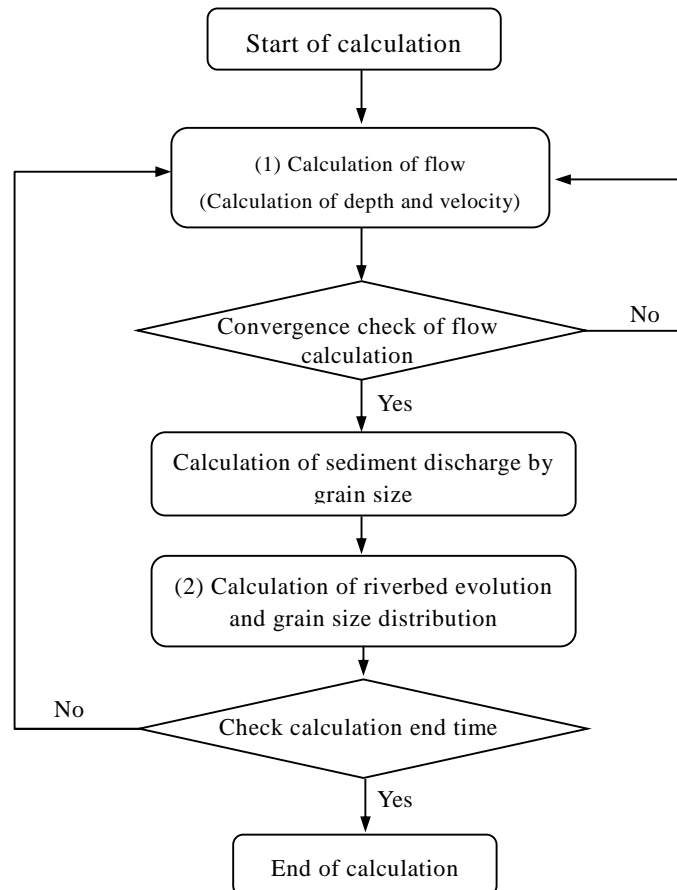 Start of calculation
(1) Calculation of flow
(Calculation of depth and velocity)
Convergence check of flow
calculation
No
Yes
Calculation of sediment discharge by
grain size
(2) Calculation of riverbed evolution
and grain size distribution
No
Check calculation end time
Yes
End of calculation